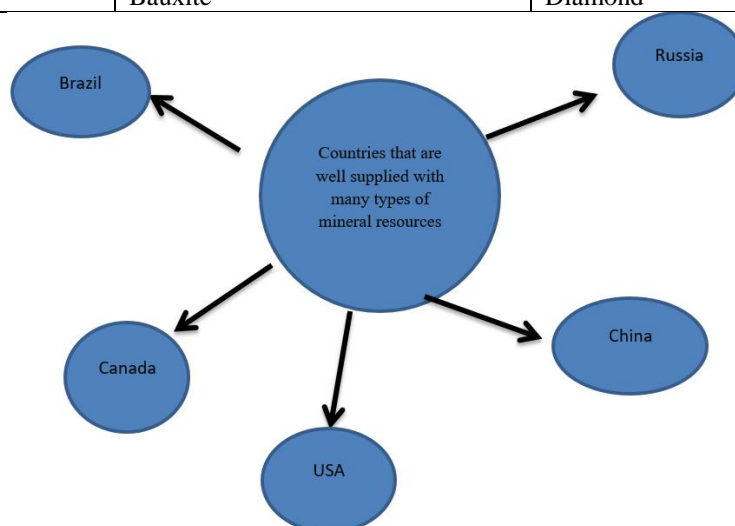 Bauxite Diamond
Brazil
Russia
Countries that are
well supplied with
many types of
mineral resources
Canada
China
USA